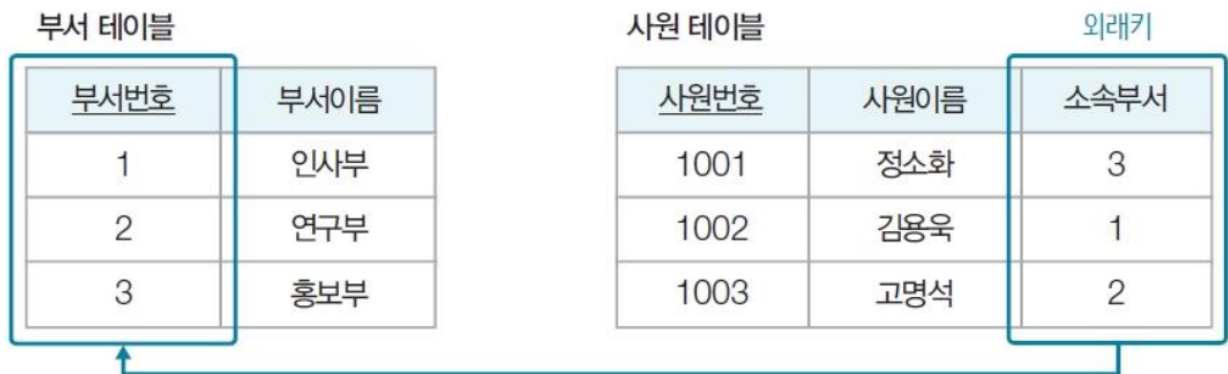 부서 테이블 사원 테이블 외래키
부서번호 부서이름 사원번호 사원이름 소속부서
1 인사부 1001 정소화 3
2 연구부 1002 김용욱 1
3 홍보부 1003 고명석 2